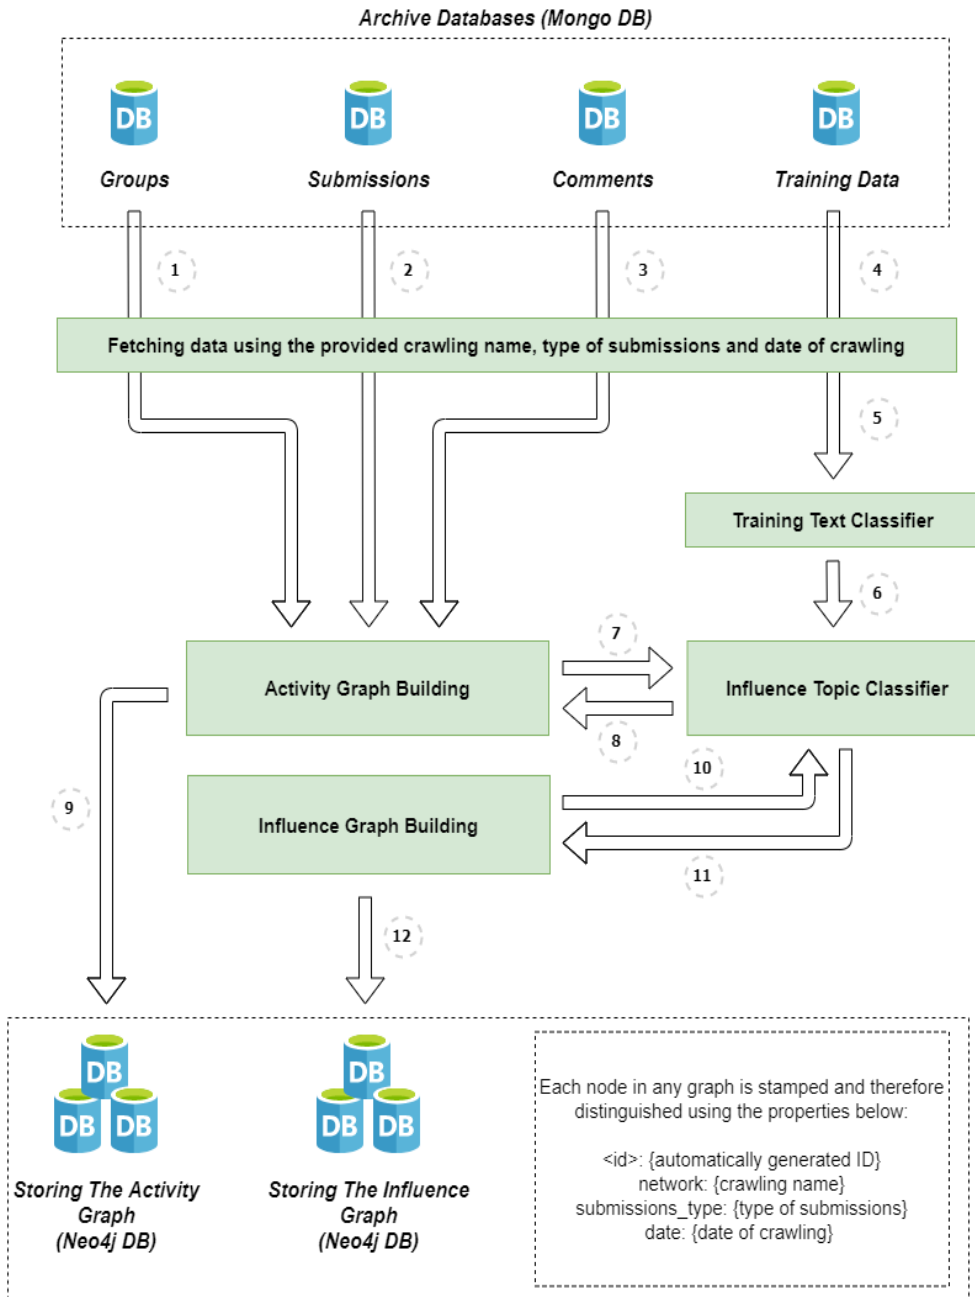 Archive Databases (Mongo DB)
DB
DB
DB
DB
Groups
Submissions
Comments
Training Data
1
2
3
4
Fetching data using the provided crawling name, type of submissions and date of crawling
5
Training Text Classifier
6
7
Activity Graph Building
Influence Topic Classifier
8
10
9
Influence Graph Building
11
12
DB
DB
DB
DB
DB
DB
Storing The Activity
Graph
(Neo4j DB)
Storing The Influence
Graph
(Neo4j DB)
Each node in any graph is stamped and therefore
distinguished using the properties below:
<id>: {automatically generated ID}
network: {crawling name}
submissions_type: {type of submissions}
date: {date of crawling}